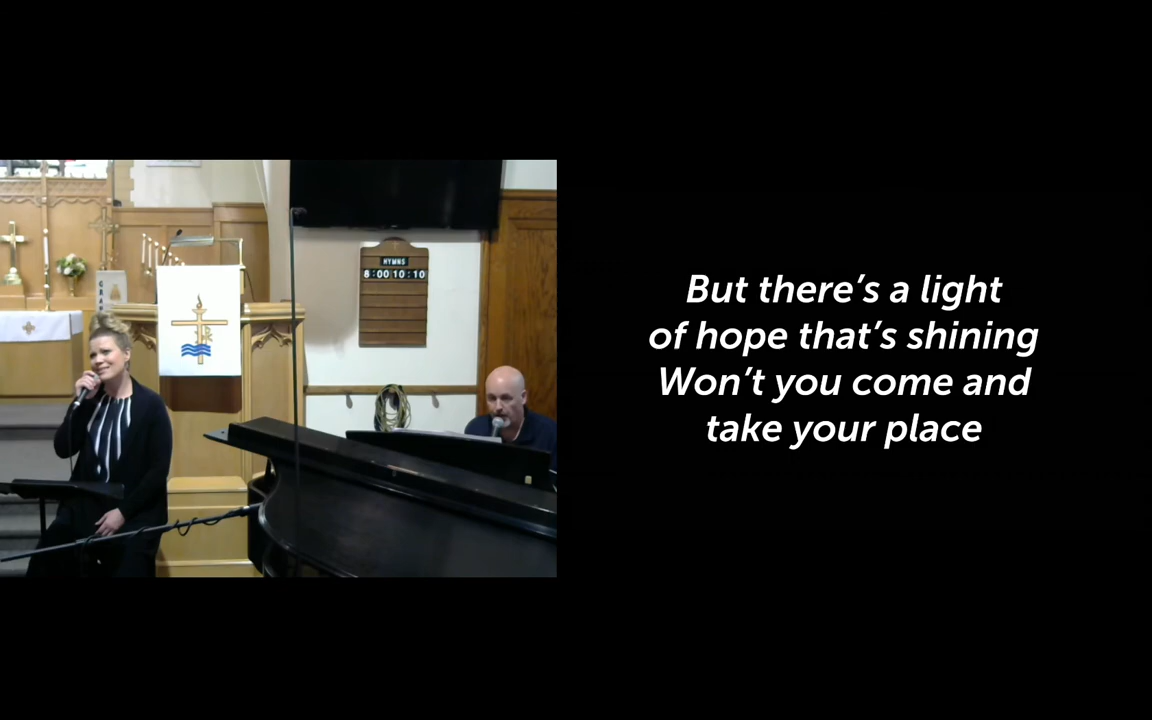 HYMNS
8:00 10:10
But there's a light
of hope that's shining
Won't you come and
take your place